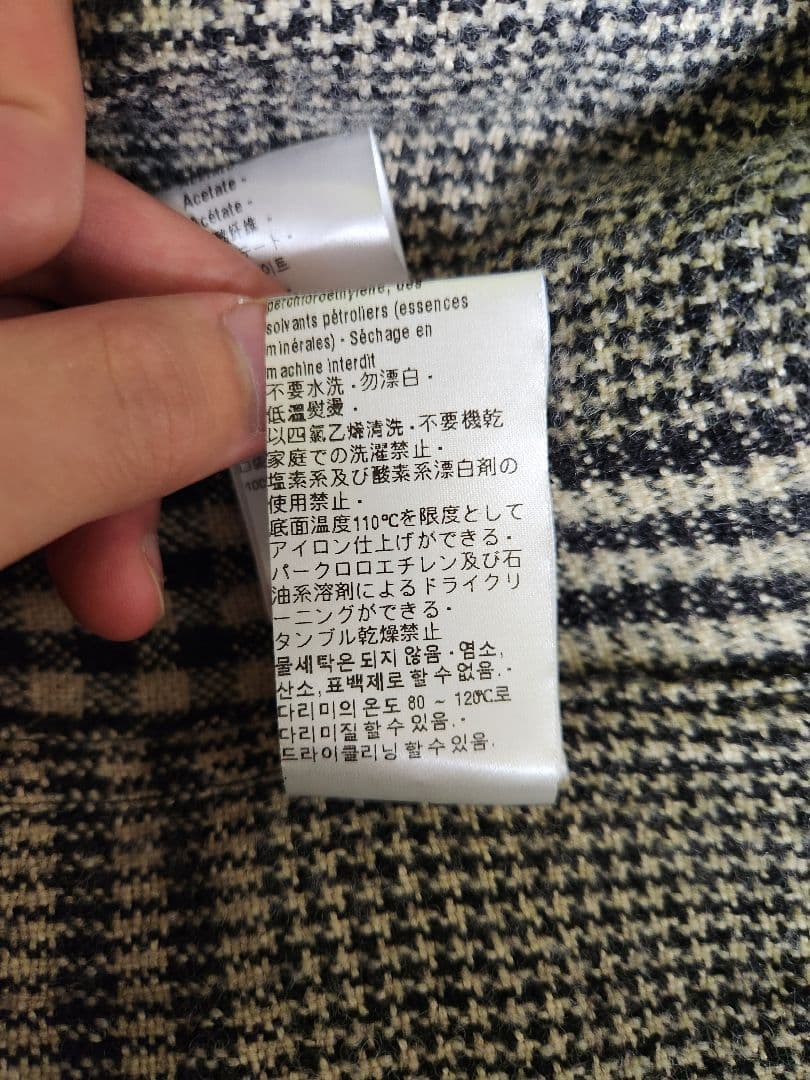 Acetate -
Acétate -
perchloroéthylène, des
solvants pétroliers (essences
minérales) - Séchage en
machine interdit
不要水洗・勿漂白・
低溫熨燙・
以四氯乙烯清洗・不要機乾
家庭での洗濯禁止・
塩素系及び酸素系漂白剤の
使用禁止・
底面温度110℃を限度として
アイロン仕上げができる・
パークロロエチレン及び石
油系溶剤によるドライクリ
ーニングができる・
タンブル乾燥禁止
물세탁은 되지 않음・염소,
산소, 표백제로 할 수 없음.・
다리미의 온도 80 ~ 120℃로
다리미질 할 수 있음.・
드라이클리닝 할 수 있음.